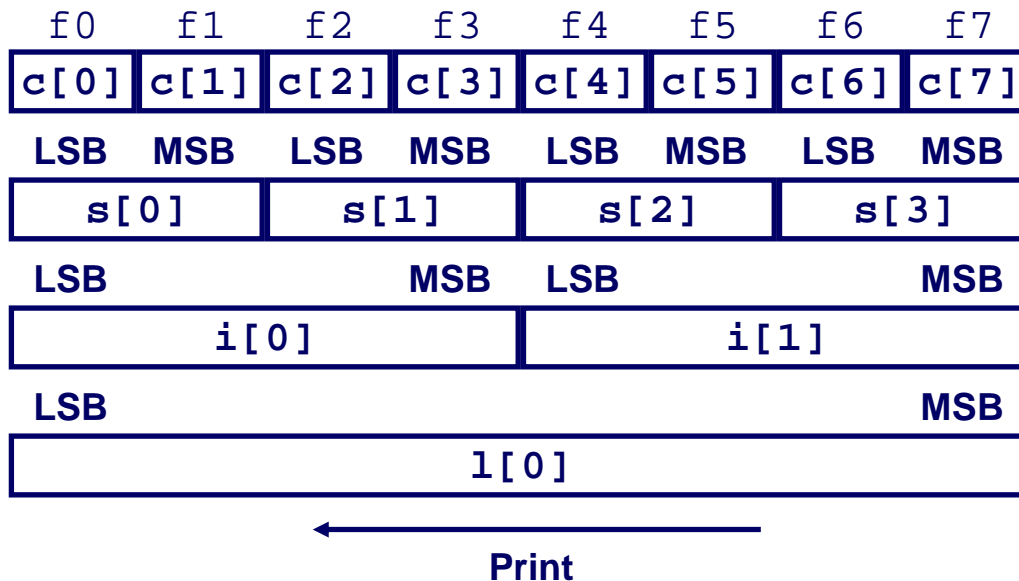 f0 f1 f2 f3 f4 f5 f6 f7
c[0] c[1] c[2] c[3] c[4] c[5] c[6] c[7]
LSB MSB LSB MSB LSB MSB LSB MSB
s[0] s[1] s[2] s[3]
LSB MSB LSB MSB
i[0] i[1]
LSB MSB
l[0]
Print